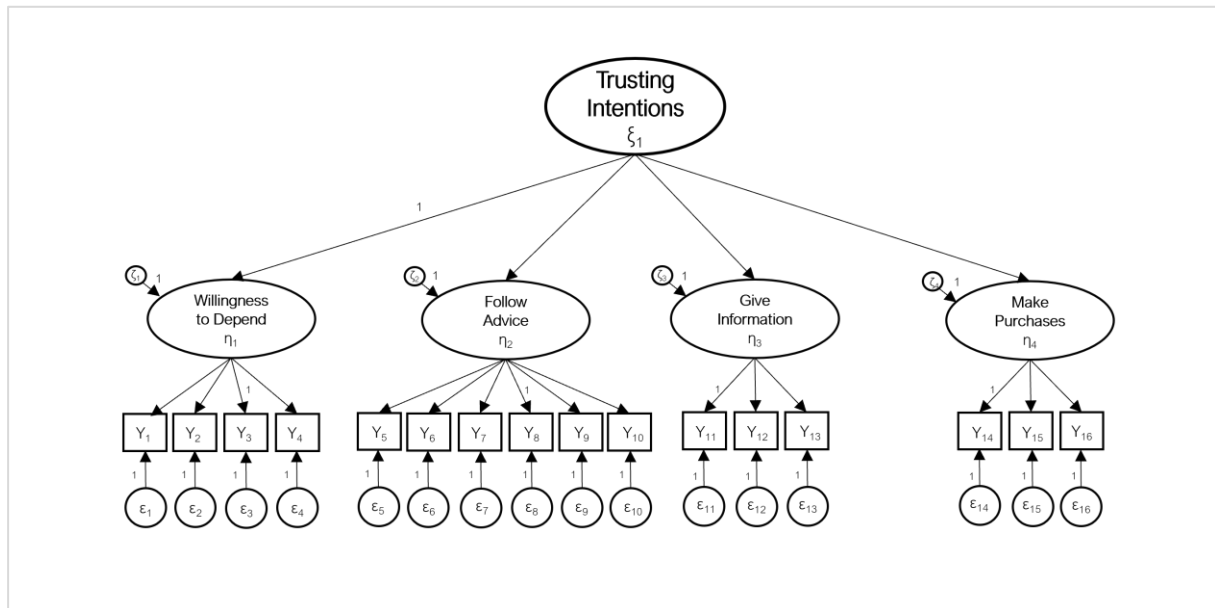 Trusting
Intentions
ξ₁
1
ζ₁ 1 ζ₂ 1 ζ₃ 1 ζ₄ 1
Willingness
to Depend
η₁
Follow
Advice
η₂
Give
Information
η₃
Make
Purchases
η₄
1 1 1 1
Y₁ Y₂ Y₃ Y₄ Y₅ Y₆ Y₇ Y₈ Y₉ Y₁₀ Y₁₁ Y₁₂ Y₁₃ Y₁₄ Y₁₅ Y₁₆
1 1 1 1 1 1 1 1 1 1 1 1 1 1 1 1
ε₁ ε₂ ε₃ ε₄ ε₅ ε₆ ε₇ ε₈ ε₉ ε₁₀ ε₁₁ ε₁₂ ε₁₃ ε₁₄ ε₁₅ ε₁₆